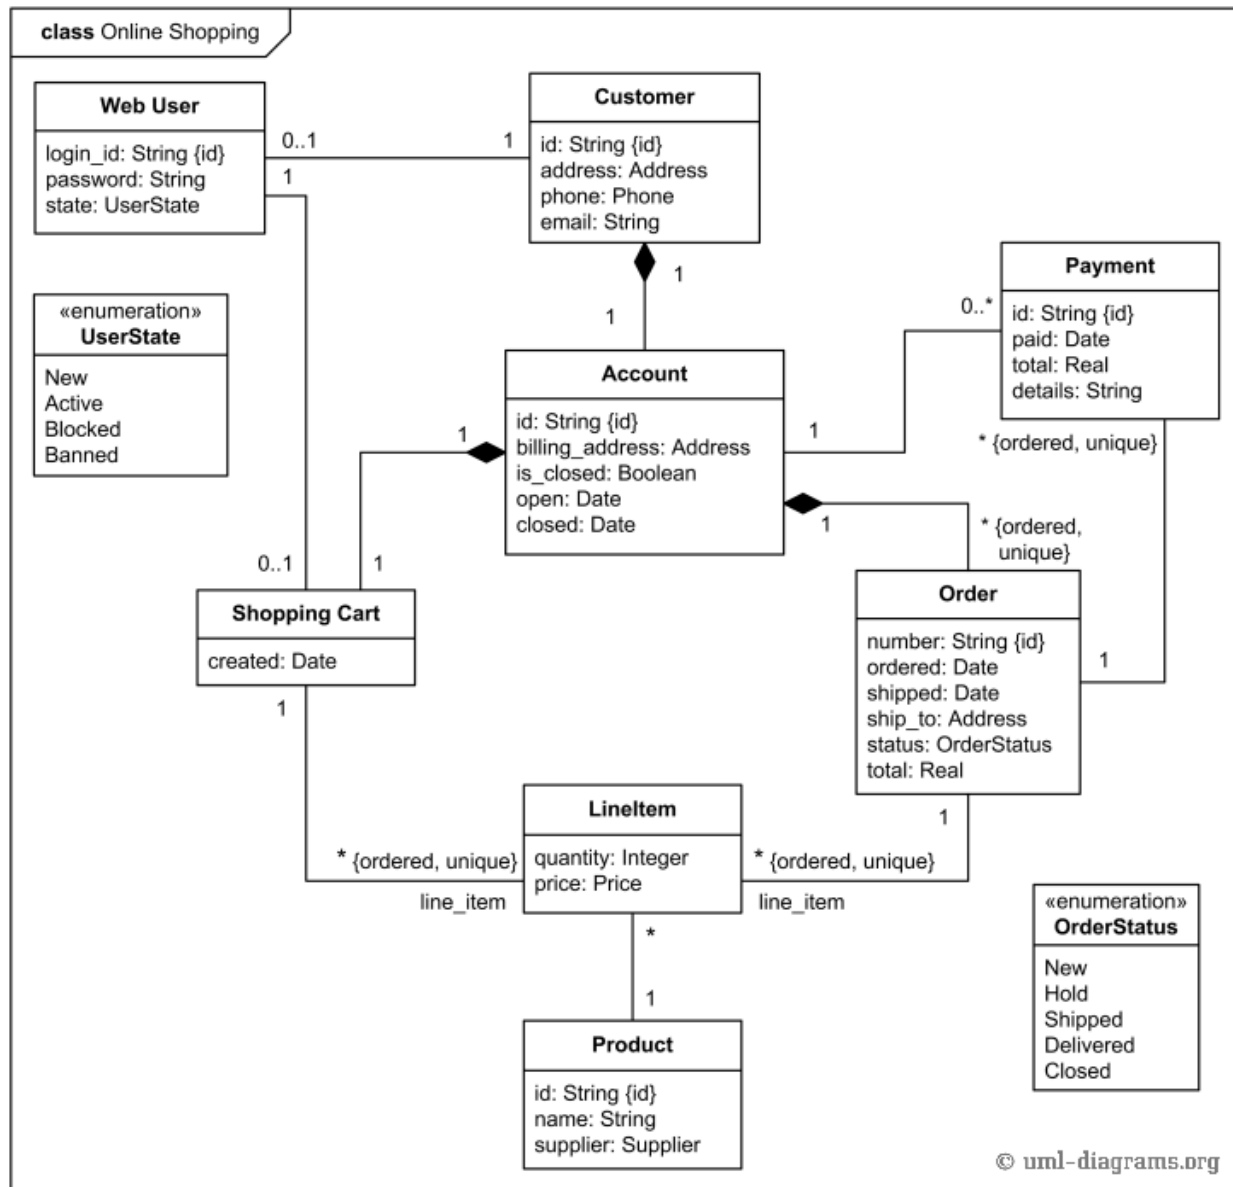 class Online Shopping
Web User
login_id: String {id}
password: String
state: UserState
0..1
1
1
Customer
id: String {id}
address: Address
phone: Phone
email: String
1
1
«enumeration»
UserState
New
Active
Blocked
Banned
Payment
id: String {id}
paid: Date
total: Real
details: String
0..*
1
* {ordered, unique}
Account
id: String {id}
billing_address: Address
is_closed: Boolean
open: Date
closed: Date
1
1
* {ordered,
unique}
0..1
1
Shopping Cart
created: Date
1
Order
number: String {id}
ordered: Date
shipped: Date
ship_to: Address
status: OrderStatus
total: Real
1
1
LineItem
quantity: Integer
price: Price
* {ordered, unique}
line_item
* {ordered, unique}
line_item
*
1
Product
id: String {id}
name: String
supplier: Supplier
«enumeration»
OrderStatus
New
Hold
Shipped
Delivered
Closed
© uml-diagrams.org